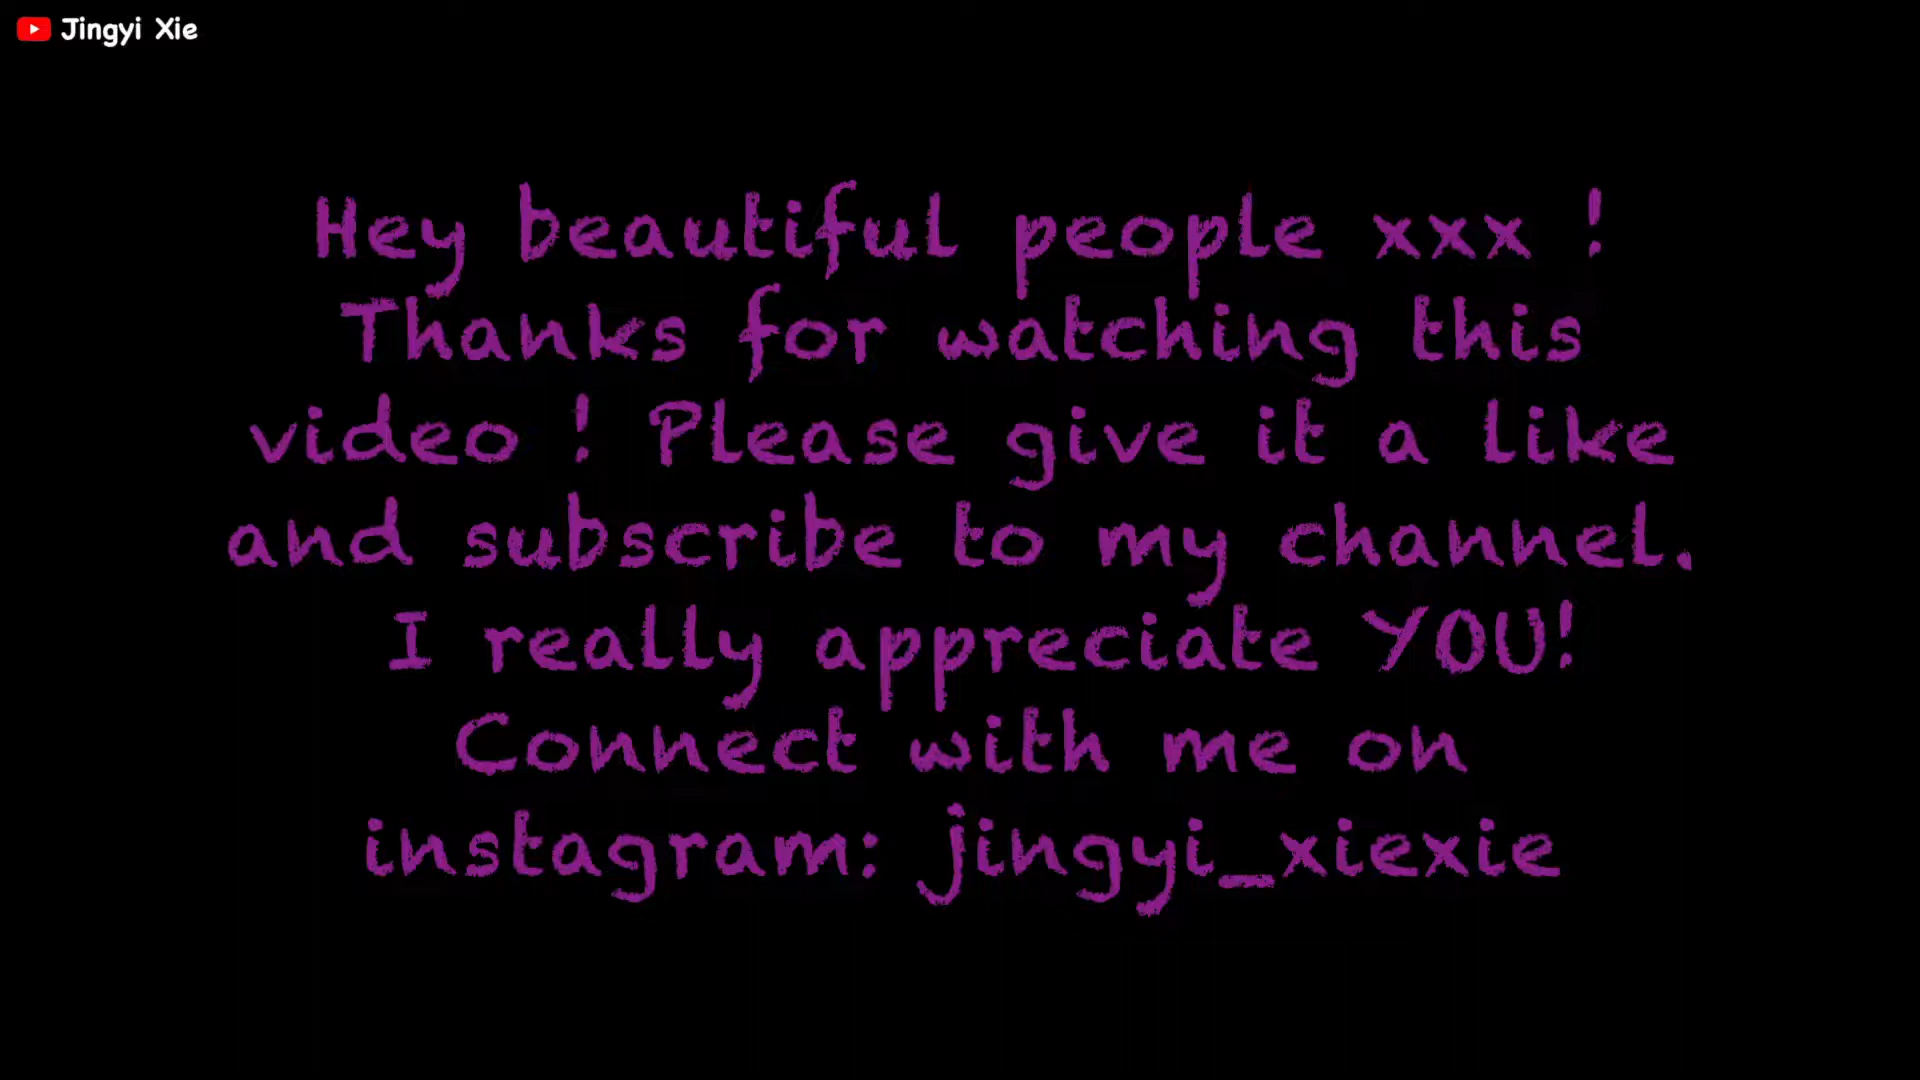 Jingyi Xie
Hey beautiful people xxx !
Thanks for watching this
video ! Please give it a like
and subscribe to my channel.
I really appreciate YOU!
Connect with me on
instagram: jingyi_xiexie